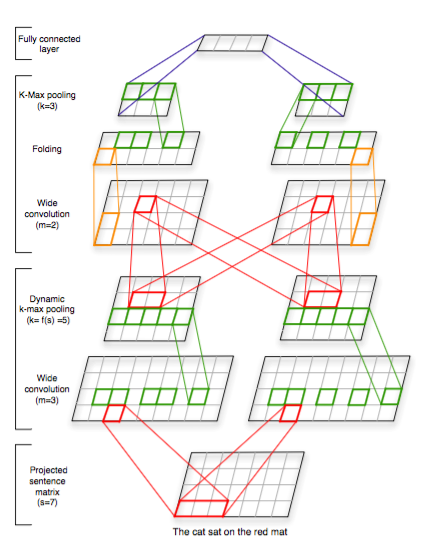 Fully connected
layer
K-Max pooling
(k=3)
Folding
Wide
convolution
(m=2)
Dynamic
k-max pooling
(k= f(s) =5)
Wide
convolution
(m=3)
Projected
sentence
matrix
(s=7)
The cat sat on the red mat